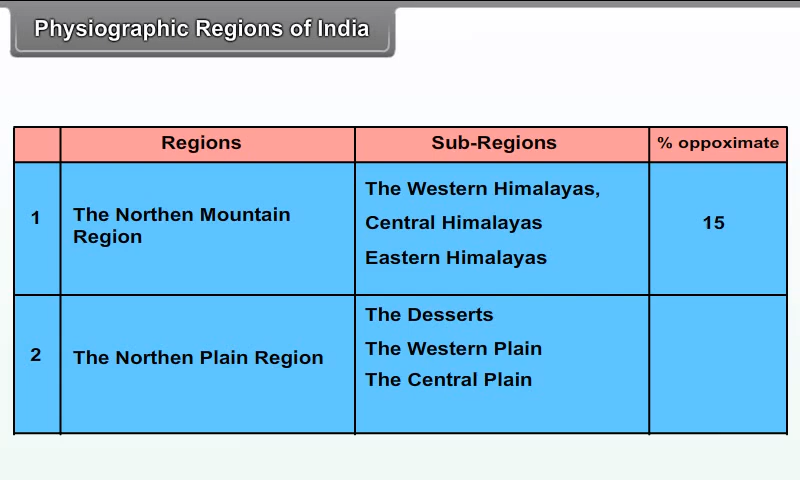 Physiographic Regions of India
Regions
Sub-Regions
% oppoximate
1
The Northen Mountain
Region
The Western Himalayas,
Central Himalayas
Eastern Himalayas
15
2
The Northen Plain Region
The Desserts
The Western Plain
The Central Plain